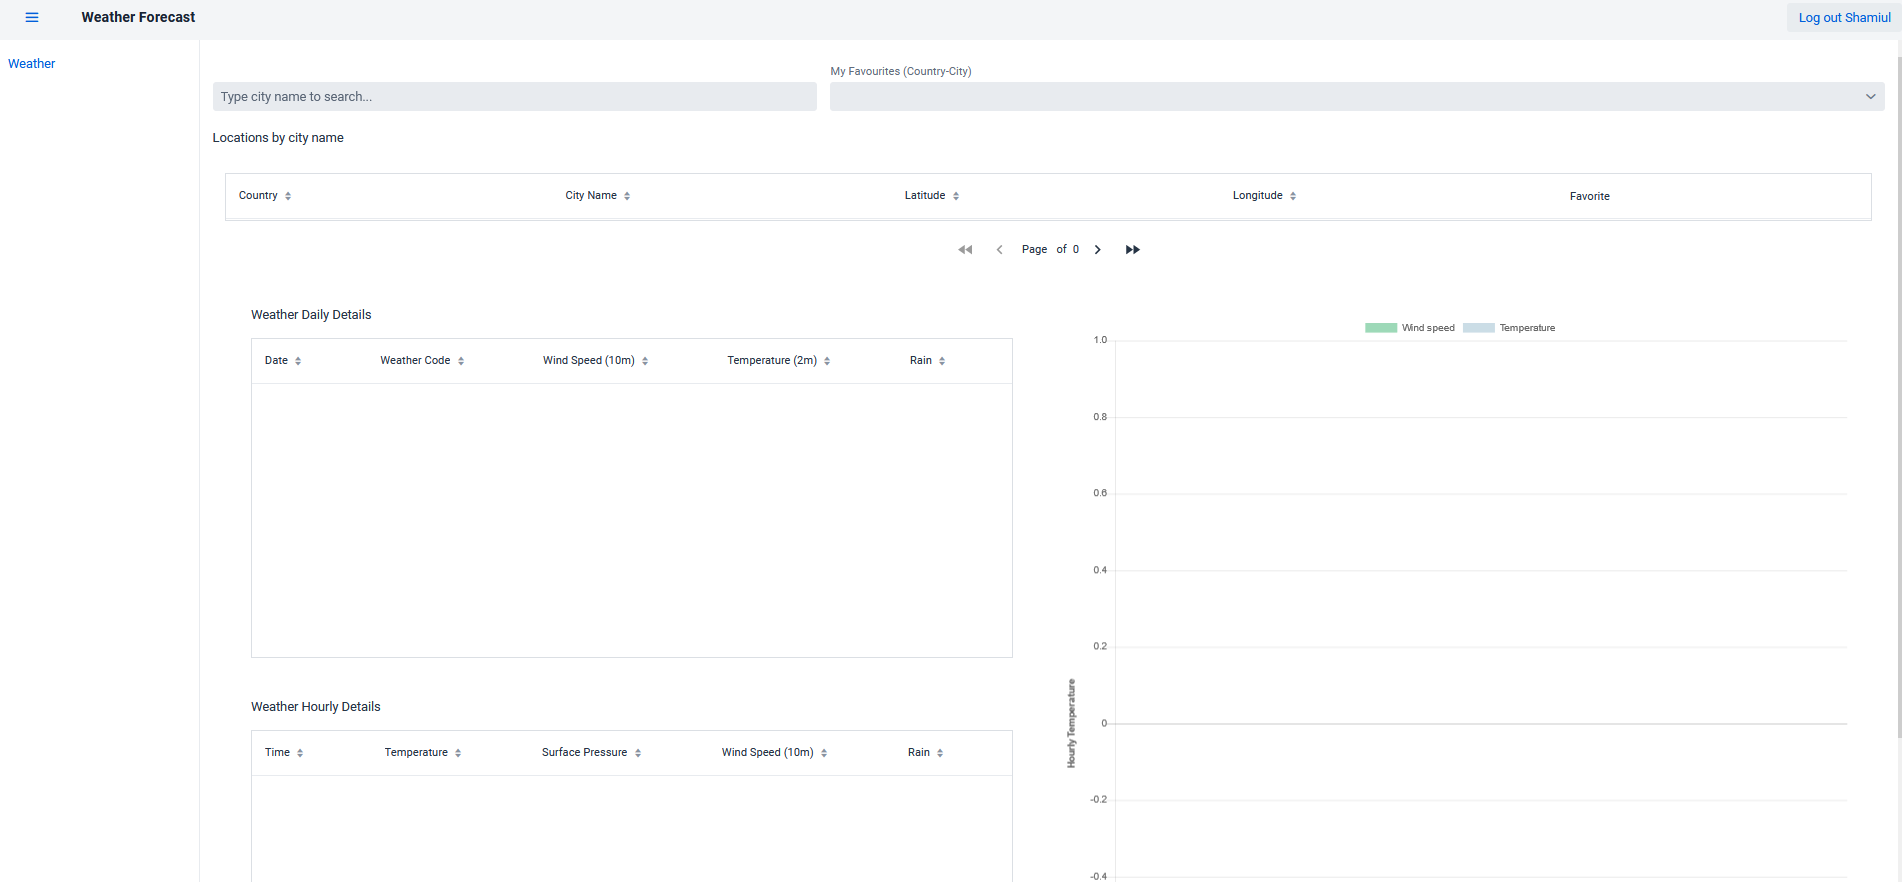 Weather Forecast
Log out Shamiul
Weather
My Favourites (Country-City)
Type city name to search...
Locations by city name
Country City Name Latitude Longitude Favorite
Page of 0
Weather Daily Details
Date Weather Code Wind Speed (10m) Temperature (2m) Rain
Weather Hourly Details
Time Temperature Surface Pressure Wind Speed (10m) Rain
Wind speed Temperature
1.0
0.8
0.6
0.4
0.2
0
-0.2
-0.4
Hourly Temperature